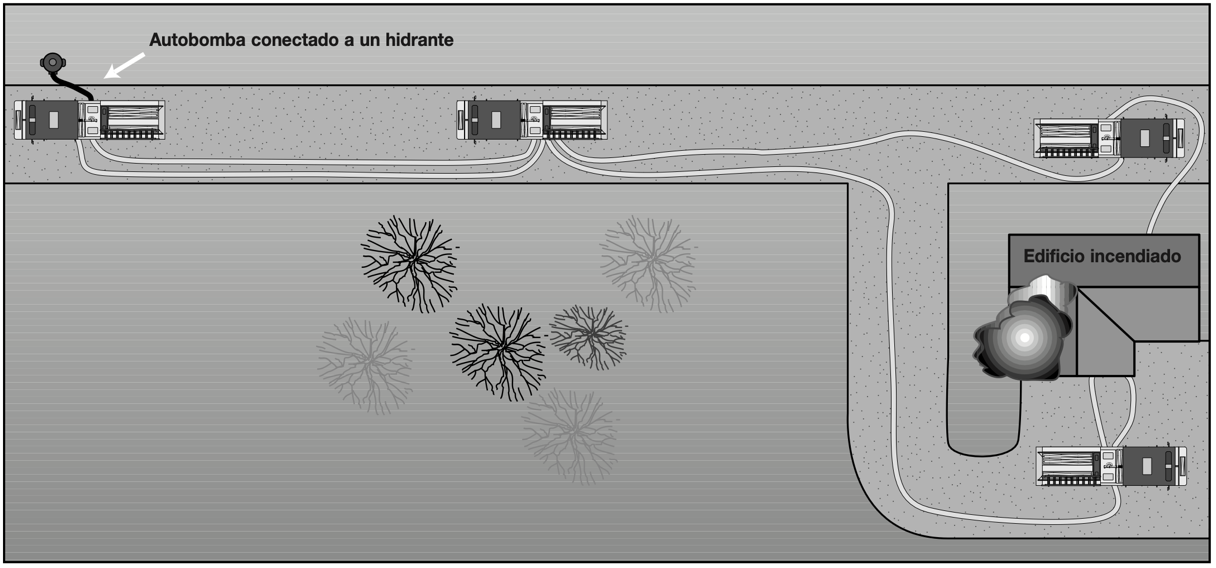 Autobomba conectado a un hidrante
Edificio incendiado